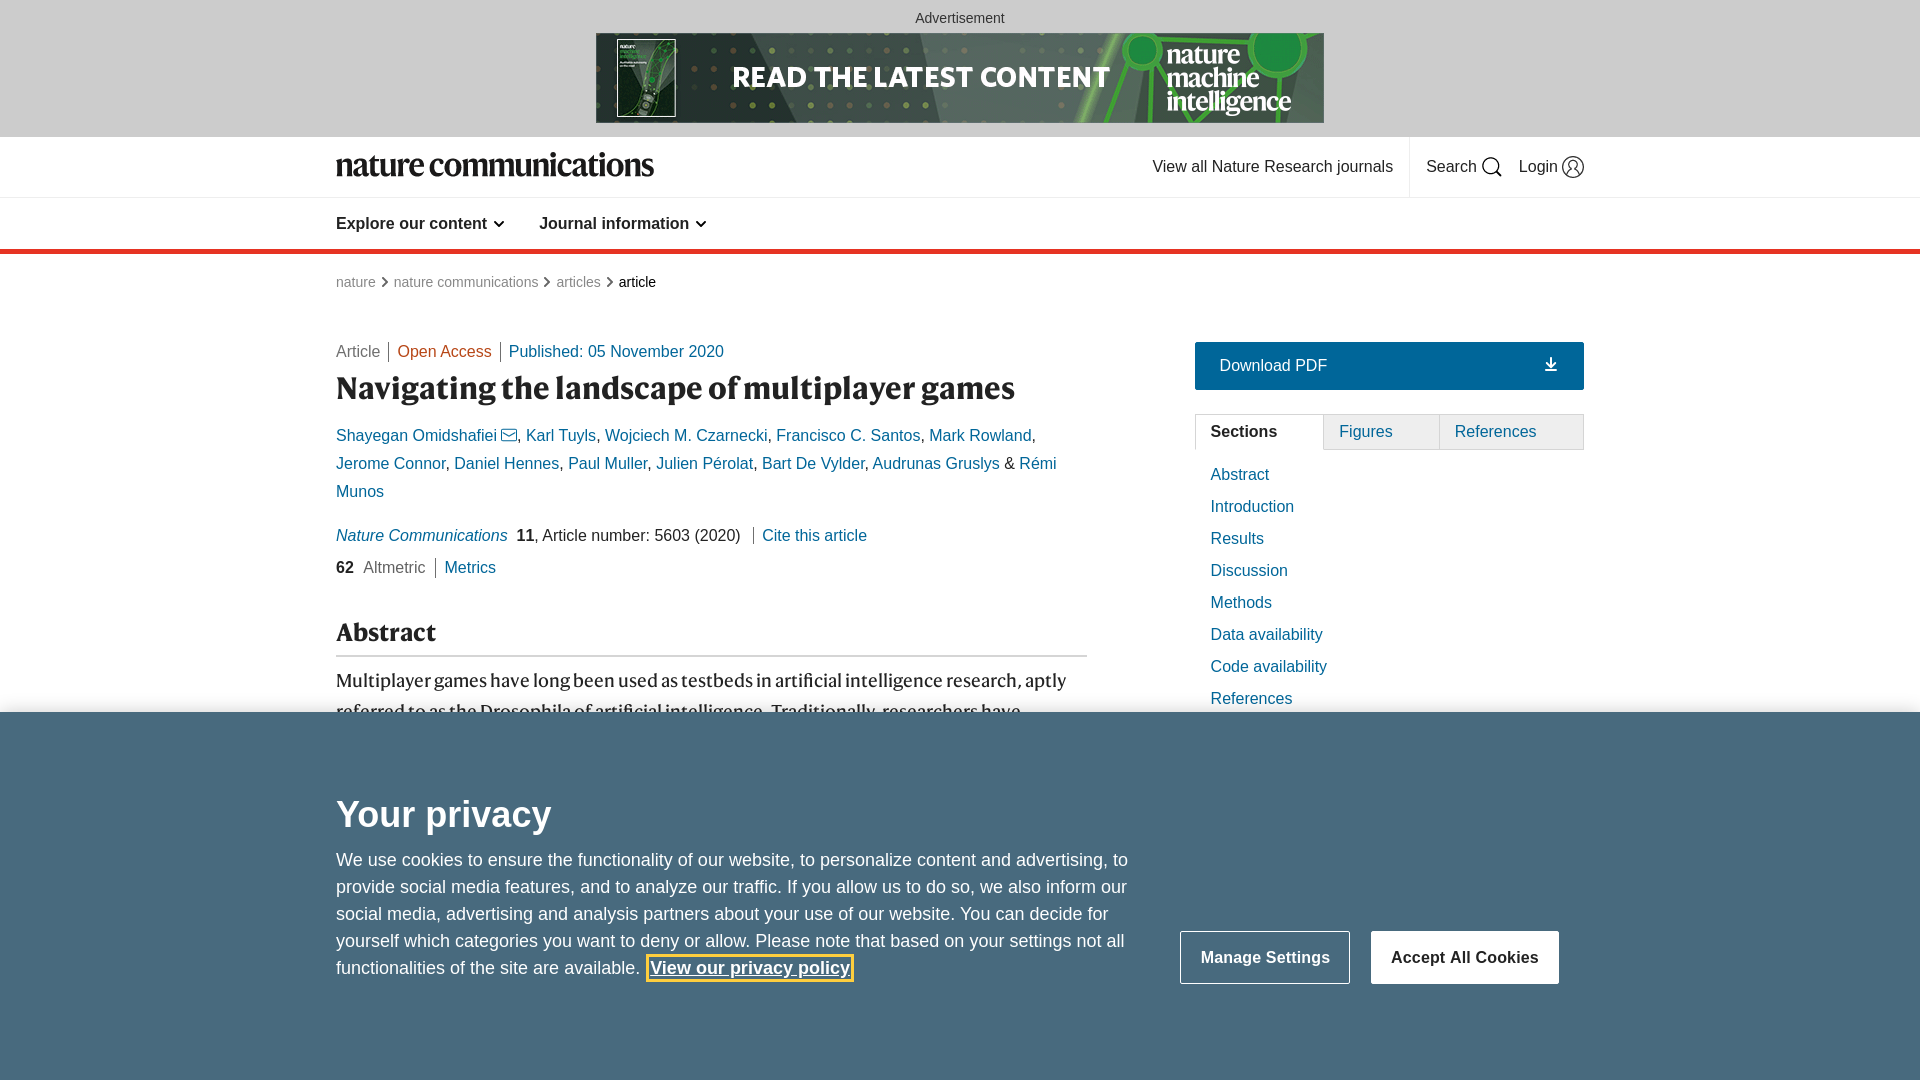 Advertisement
READ THE LATEST CONTENT
nature
machine
intelligence
nature communications
View all Nature Research journals
Search
Login
Explore our content
Journal information
nature
nature communications
articles
article
Article
Open Access
Published: 05 November 2020
Navigating the landscape of multiplayer games
Shayegan Omidshafiei, Karl Tuyls, Wojciech M. Czarnecki, Francisco C. Santos, Mark Rowland,
Jerome Connor, Daniel Hennes, Paul Muller, Julien Pérolat, Bart De Vylder, Audrunas Gruslys & Rémi
Munos
Nature Communications 11, Article number: 5603 (2020)
Cite this article
62 Altmetric
Metrics
Abstract
Multiplayer games have long been used as testbeds in artificial intelligence research, aptly
referred to as the Drosophila of artificial intelligence. Traditionally, researchers have
Download PDF
Sections
Figures
References
Abstract
Introduction
Results
Discussion
Methods
Data availability
Code availability
References
Your privacy
We use cookies to ensure the functionality of our website, to personalize content and advertising, to
provide social media features, and to analyze our traffic. If you allow us to do so, we also inform our
social media, advertising and analysis partners about your use of our website. You can decide for
yourself which categories you want to deny or allow. Please note that based on your settings not all
functionalities of the site are available. View our privacy policy
Manage Settings
Accept All Cookies